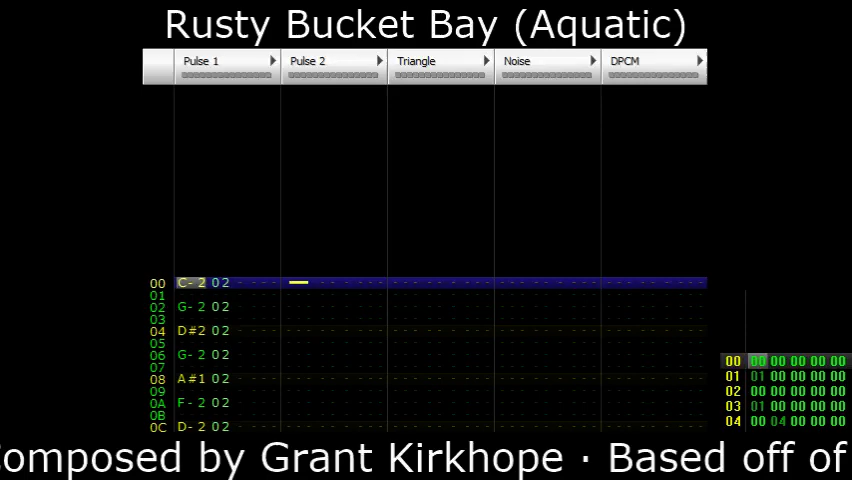 Rusty Bucket Bay (Aquatic)
Pulse 1 Pulse 2 Triangle Noise DPCM
00 C-2 02
01
02 G-2 02
03
04 D#2 02
05
06 G-2 02
07
08 A#1 02
09
0A F-2 02
0B
0C D-2 02
00 00 00 00 00 00
01 01 00 00 00 00
02 00 00 00 00 00
03 01 00 00 00 00
04 00 04 00 00 00
Composed by Grant Kirkhope · Based off of